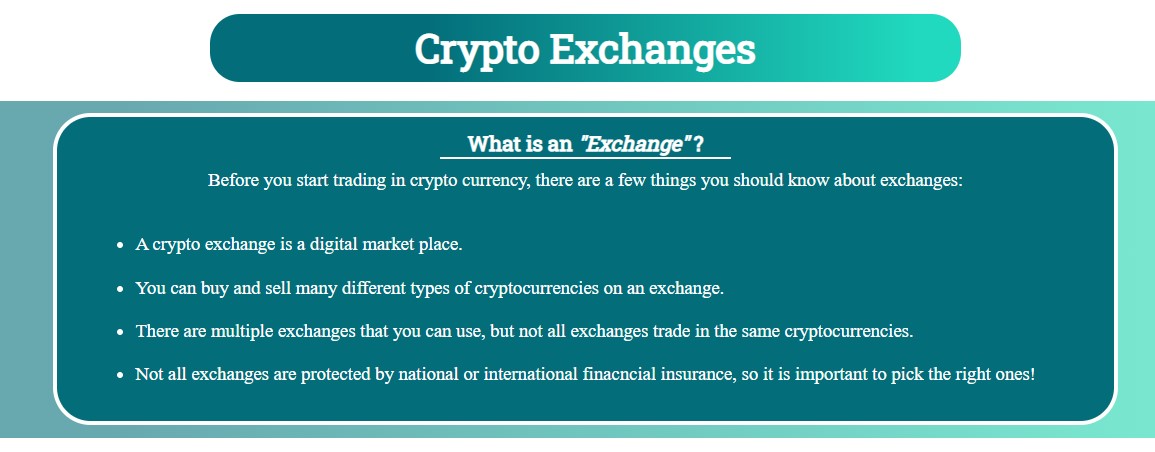 Crypto Exchanges
What is an "Exchange"?
Before you start trading in crypto currency, there are a few things you should know about exchanges:
• A crypto exchange is a digital market place.
• You can buy and sell many different types of cryptocurrencies on an exchange.
• There are multiple exchanges that you can use, but not all exchanges trade in the same cryptocurrencies.
• Not all exchanges are protected by national or international finacncial insurance, so it is important to pick the right ones!